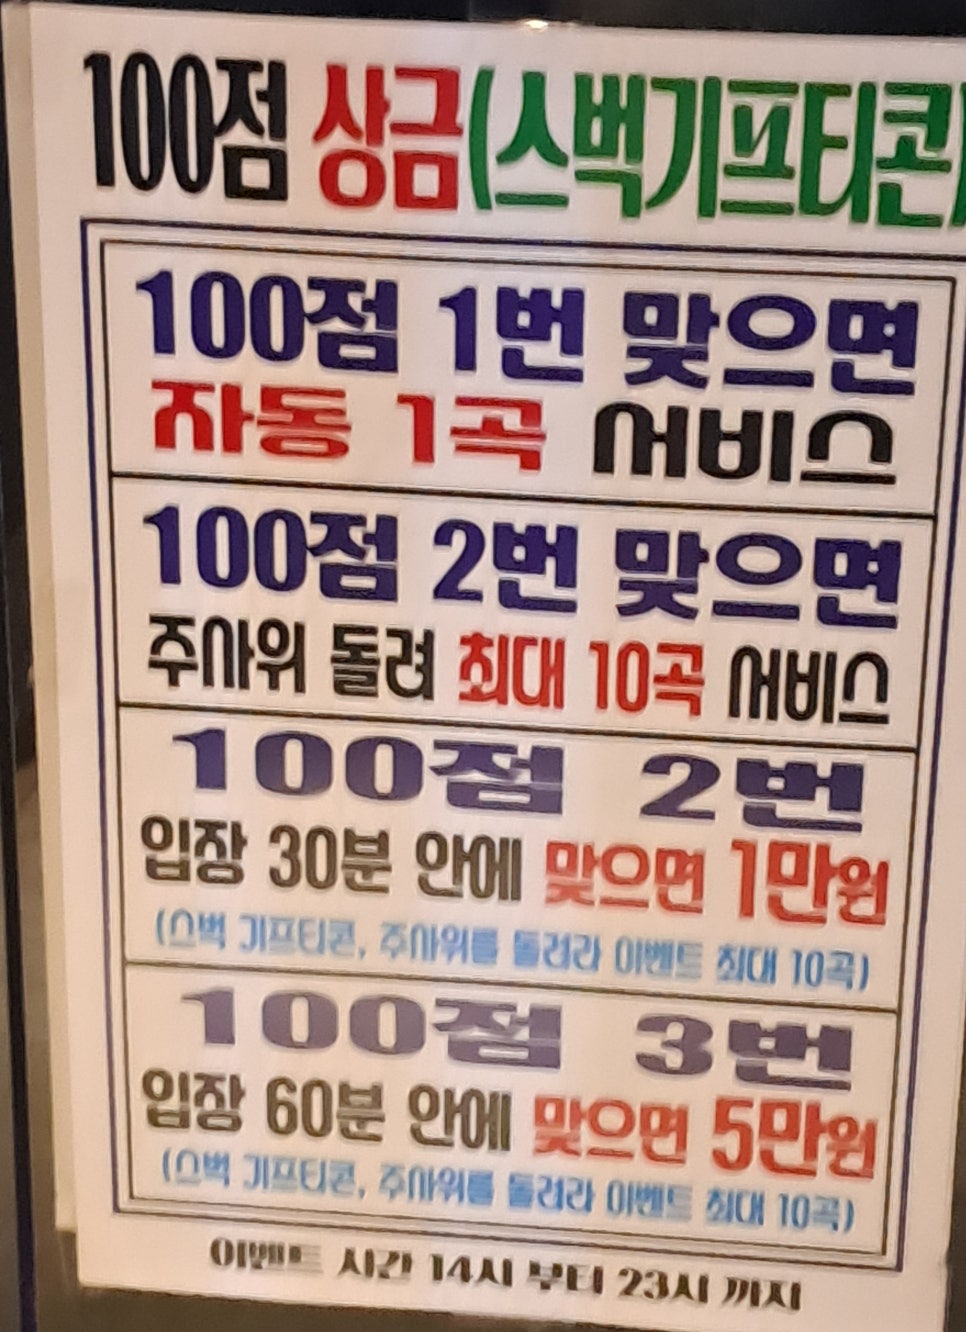 100점 상금(스벅기프티콘)
100점 1번 맞으면
자동 1곡 서비스
100점 2번 맞으면
주사위 돌려 최대 10곡 서비스
100점 2번
입장 30분 안에 맞으면 1만원
(스벅 기프티콘, 주사위를 돌려라 이벤트 최대 10곡)
100점 3번
입장 60분 안에 맞으면 5만원
(스벅 기프티콘, 주사위를 돌려라 이벤트 최대 10곡)
이벤트 시간 14시 부터 23시 까지